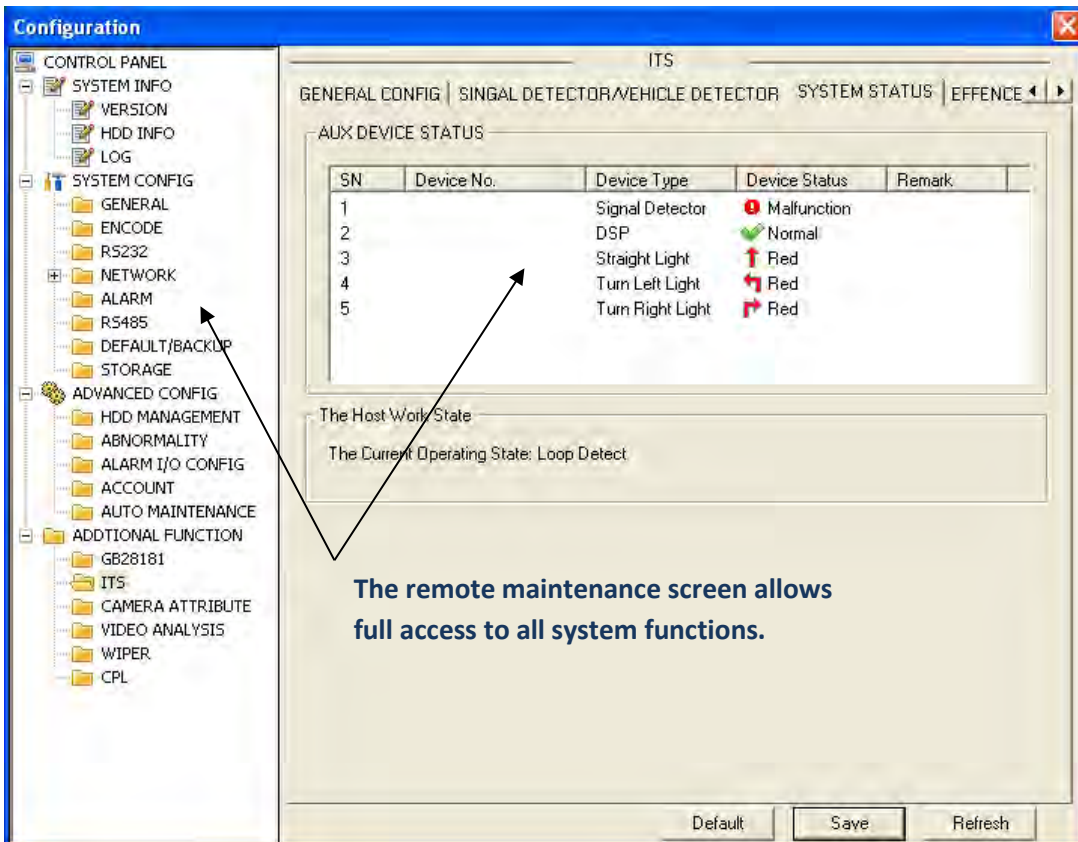 Configuration
CONTROL PANEL
SYSTEM INFO
VERSION
HDD INFO
LOG
SYSTEM CONFIG
GENERAL
ENCODE
RS232
NETWORK
ALARM
RS485
DEFAULT/BACKUP
STORAGE
ADVANCED CONFIG
HDD MANAGEMENT
ABNORMALITY
ALARM I/O CONFIG
ACCOUNT
AUTO MAINTENANCE
ADDTIONAL FUNCTION
GB28181
ITS
CAMERA ATTRIBUTE
VIDEO ANALYSIS
WIPER
CPL
ITS
GENERAL CONFIG SINGAL DETECTOR/VEHICLE DETECTOR SYSTEM STATUS EFFENCE
AUX DEVICE STATUS
SN Device No. Device Type Device Status Remark
1 Signal Detector Malfunction
2 DSP Normal
3 Straight Light Red
4 Turn Left Light Red
5 Turn Right Light Red
The Host Work State
The Current Operating State: Loop Detect
The remote maintenance screen allows
full access to all system functions.
Default Save Refresh